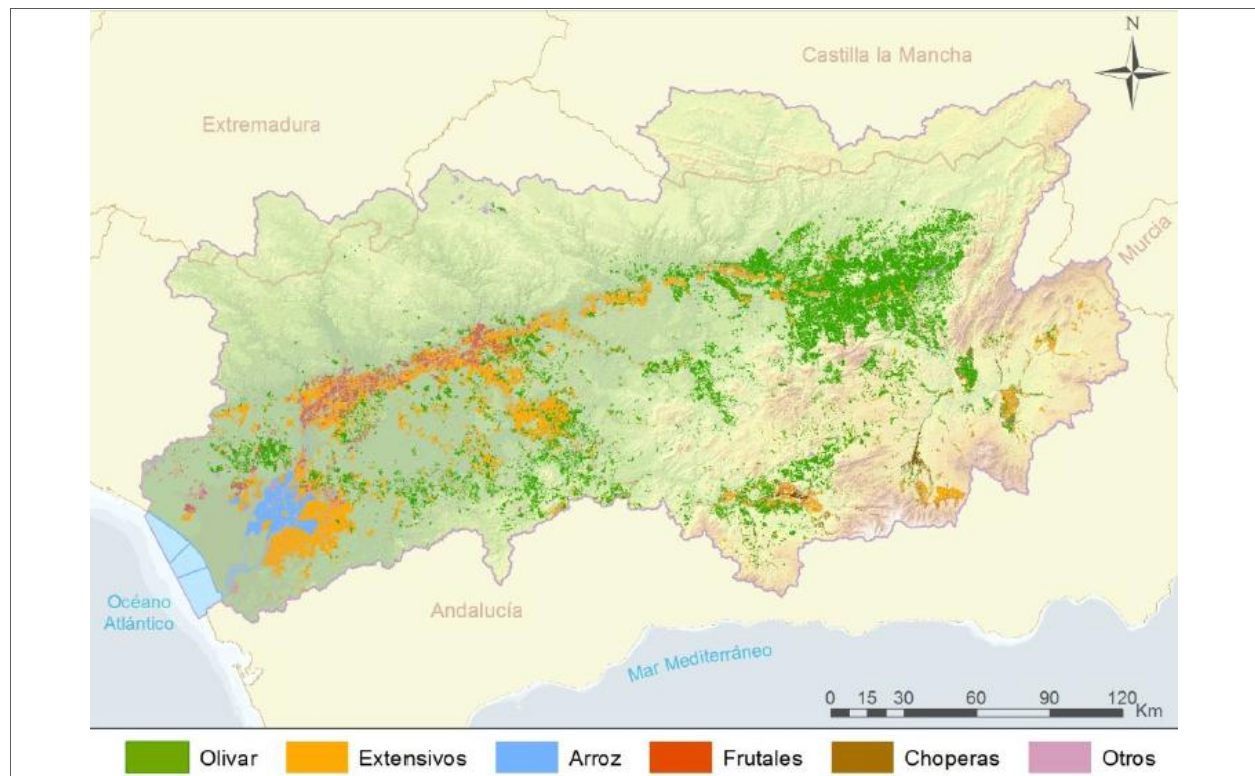 N
Castilla la Mancha
Extremadura
Murcia
Océano
Atlántico
Andalucía
Mar Mediterráneo
0 15 30 60 90 120
Km
Olivar Extensivos Arroz Frutales Choperas Otros